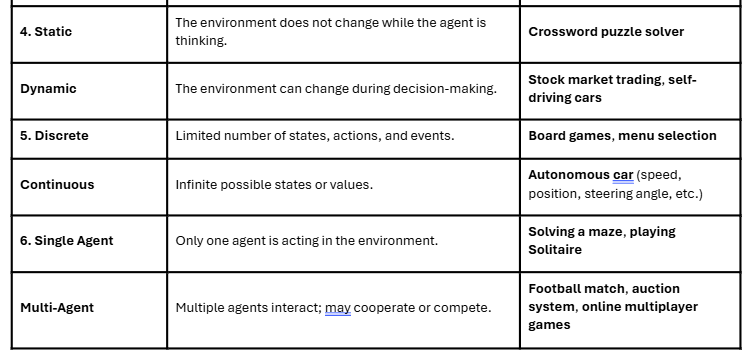 4. Static
The environment does not change while the agent is
thinking.
Crossword puzzle solver
Dynamic
The environment can change during decision-making.
Stock market trading, self-
driving cars
5. Discrete
Limited number of states, actions, and events.
Board games, menu selection
Continuous
Infinite possible states or values.
Autonomous car (speed,
position, steering angle, etc.)
6. Single Agent
Only one agent is acting in the environment.
Solving a maze, playing
Solitaire
Multi-Agent
Multiple agents interact; may cooperate or compete.
Football match, auction
system, online multiplayer
games